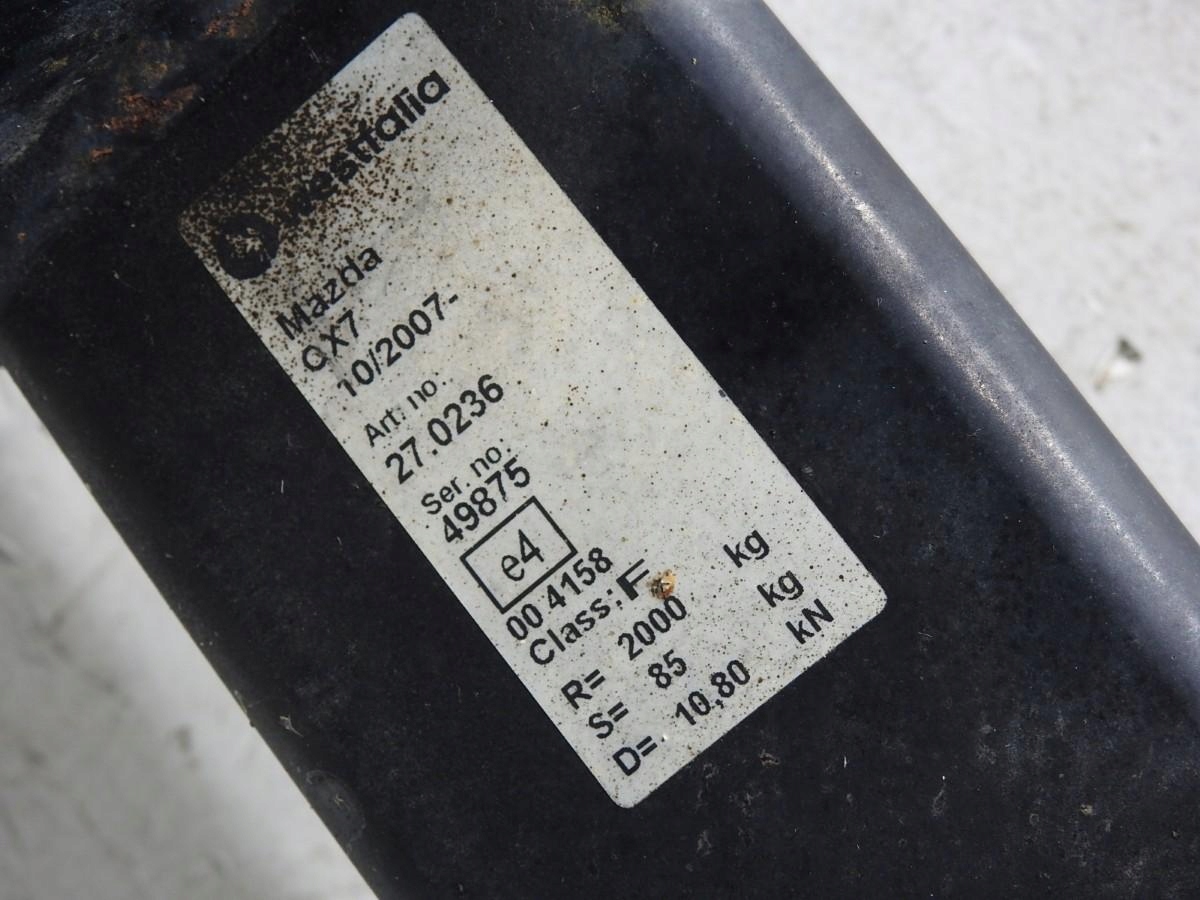 westfalia
Mazda
CX7
10/2007-
Art. no.
27.0236
Ser. no.
49875
e4
00 4158
Class: F
R= 2000 kg
S= 85 kg
D= 10,80 kN